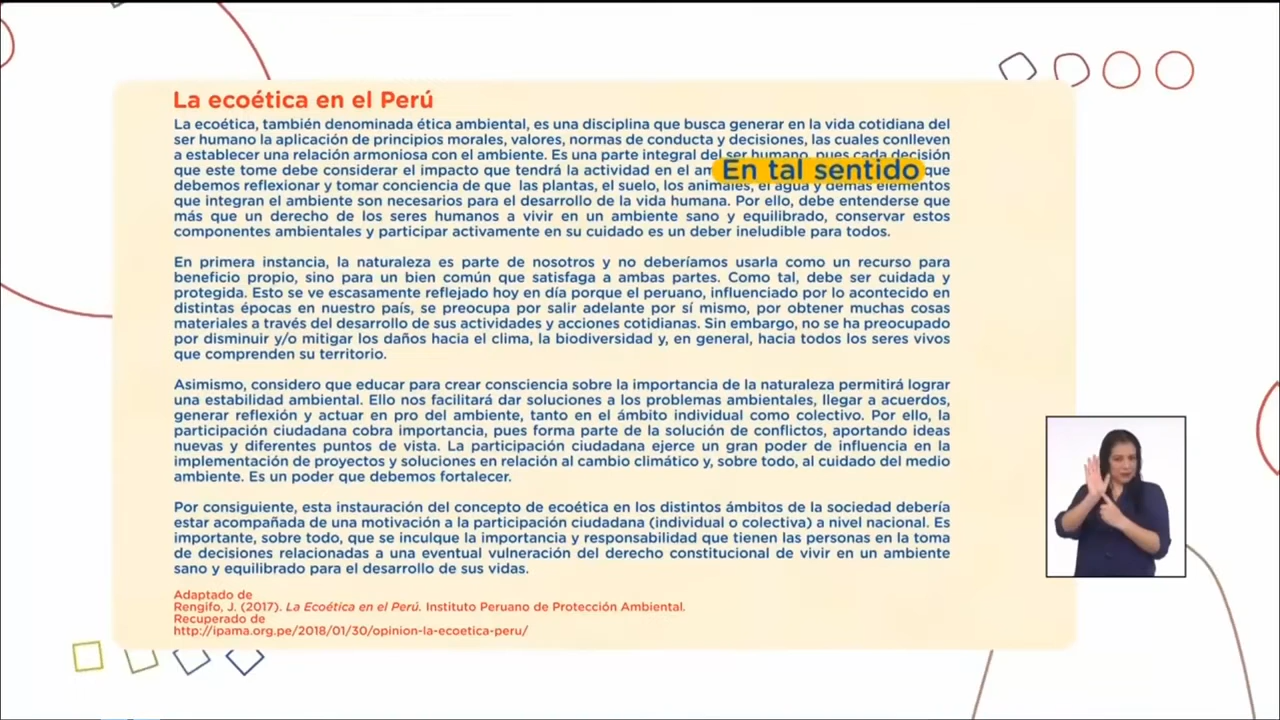 La ecoética en el Perú
La ecoética, también denominada ética ambiental, es una disciplina que busca generar en la vida cotidiana del
ser humano la aplicación de principios morales, valores, normas de conducta y decisiones, las cuales conlleven
a establecer una relación armoniosa con el ambiente. Es una parte integral del ser humano, pues cada decisión
que este tome debe considerar el impacto que tendrá la actividad en el am En tal sentido que
debemos reflexionar y tomar conciencia de que las plantas, el suelo, los animales, el agua y demás elementos
que integran el ambiente son necesarios para el desarrollo de la vida humana. Por ello, debe entenderse que
más que un derecho de los seres humanos a vivir en un ambiente sano y equilibrado, conservar estos
componentes ambientales y participar activamente en su cuidado es un deber ineludible para todos.
En primera instancia, la naturaleza es parte de nosotros y no deberíamos usarla como un recurso para
beneficio propio, sino para un bien común que satisfaga a ambas partes. Como tal, debe ser cuidada y
protegida. Esto se ve escasamente reflejado hoy en día porque el peruano, influenciado por lo acontecido en
distintas épocas en nuestro país, se preocupa por salir adelante por sí mismo, por obtener muchas cosas
materiales a través del desarrollo de sus actividades y acciones cotidianas. Sin embargo, no se ha preocupado
por disminuir y/o mitigar los daños hacia el clima, la biodiversidad y, en general, hacia todos los seres vivos
que comprenden su territorio.
Asimismo, considero que educar para crear consciencia sobre la importancia de la naturaleza permitirá lograr
una estabilidad ambiental. Ello nos facilitará dar soluciones a los problemas ambientales, llegar a acuerdos,
generar reflexión y actuar en pro del ambiente, tanto en el ámbito individual como colectivo. Por ello, la
participación ciudadana cobra importancia, pues forma parte de la solución de conflictos, aportando ideas
nuevas y diferentes puntos de vista. La participación ciudadana ejerce un gran poder de influencia en la
implementación de proyectos y soluciones en relación al cambio climático y, sobre todo, al cuidado del medio
ambiente. Es un poder que debemos fortalecer.
Por consiguiente, esta instauración del concepto de ecoética en los distintos ámbitos de la sociedad debería
estar acompañada de una motivación a la participación ciudadana (individual o colectiva) a nivel nacional. Es
importante, sobre todo, que se inculque la importancia y responsabilidad que tienen las personas en la toma
de decisiones relacionadas a una eventual vulneración del derecho constitucional de vivir en un ambiente
sano y equilibrado para el desarrollo de sus vidas.
Adaptado de
Rengifo, J. (2017). La Ecoética en el Perú. Instituto Peruano de Protección Ambiental.
Recuperado de
http://ipama.org.pe/2018/01/30/opinion-la-ecoetica-peru/